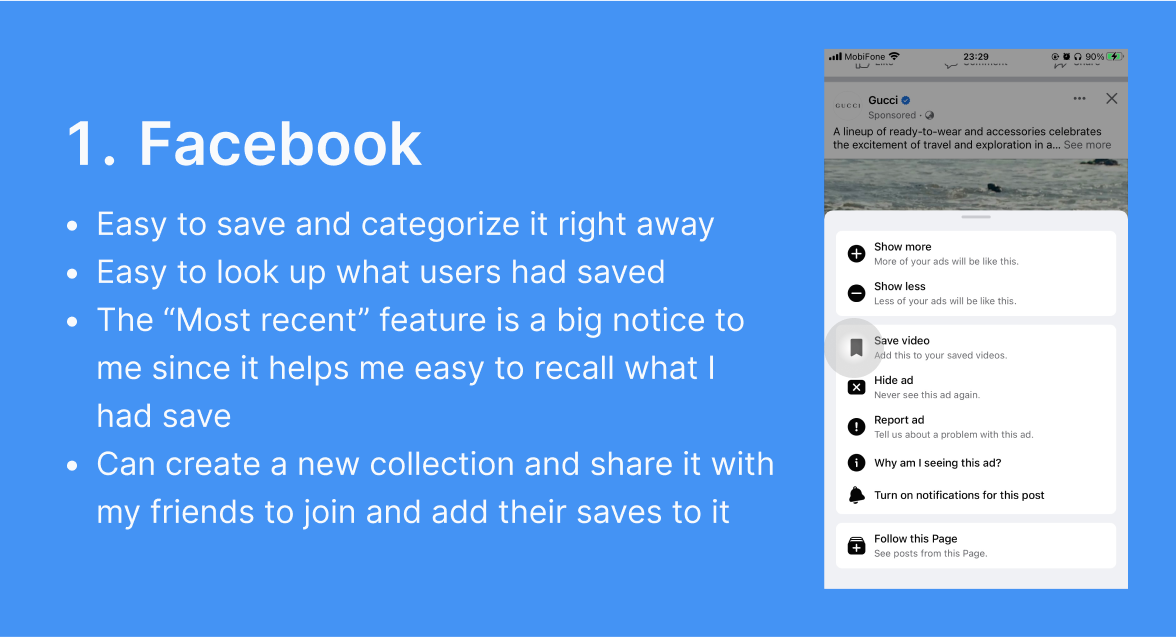 1. Facebook
• Easy to save and categorize it right away
• Easy to look up what users had saved
• The “Most recent” feature is a big notice to
me since it helps me easy to recall what I
had save
• Can create a new collection and share it with
my friends to join and add their saves to it
MobiFone 23:29 90%
Like Comment Share
GUCCI Gucci
Sponsored ·
A lineup of ready-to-wear and accessories celebrates
the excitement of travel and exploration in a... See more
Show more
More of your ads will be like this.
Show less
Less of your ads will be like this.
Save video
Add this to your saved videos.
Hide ad
Never see this ad again.
Report ad
Tell us about a problem with this ad.
Why am I seeing this ad?
Turn on notifications for this post
Follow this Page
See posts from this Page.